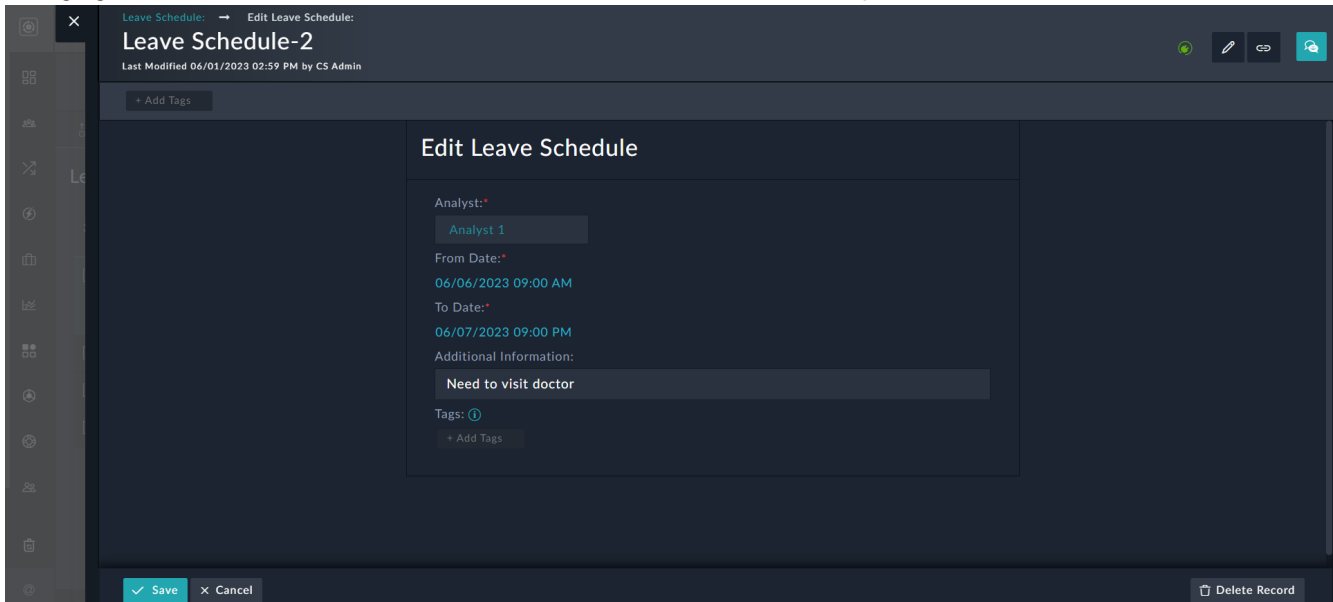 Leave Schedule: → Edit Leave Schedule:
Leave Schedule-2
Last Modified 06/01/2023 02:59 PM by CS Admin
+ Add Tags
Le
Edit Leave Schedule
Analyst:*
Analyst 1
From Date:*
06/06/2023 09:00 AM
To Date:*
06/07/2023 09:00 PM
Additional Information:
Need to visit doctor
Tags:
+ Add Tags
Save × Cancel
Delete Record